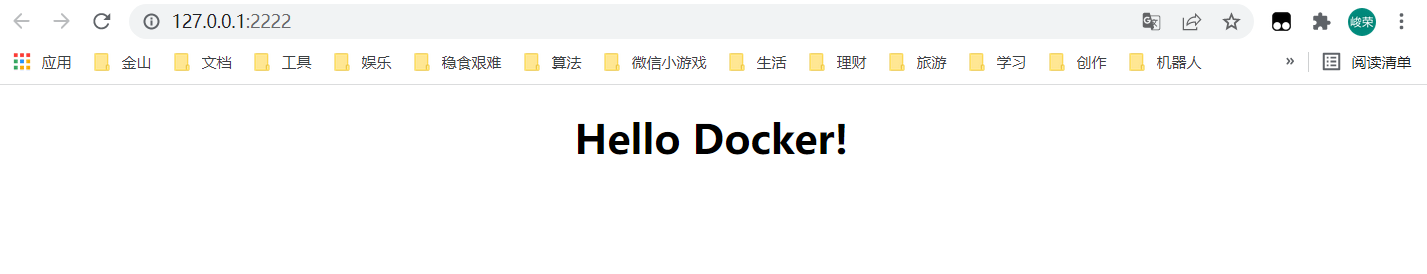 127.0.0.1:2222 峻荣
应用 金山 文档 工具 娱乐 稳食艰难 算法 微信小游戏 生活 理财 旅游 学习 创作 机器人 » 阅读清单
Hello Docker!